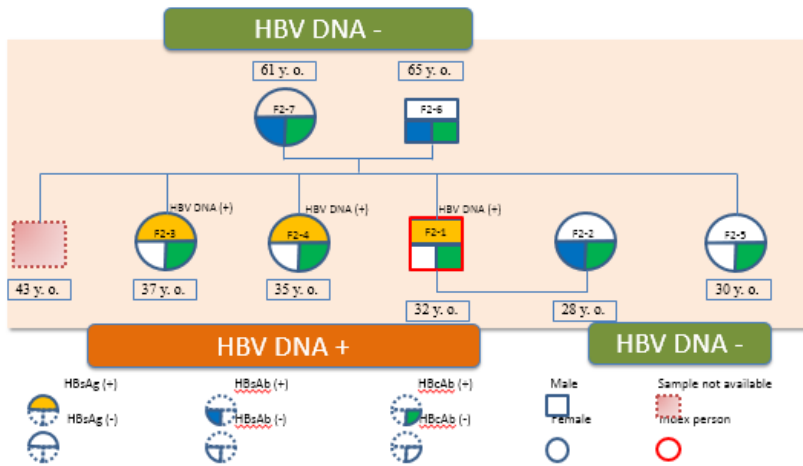 HBV DNA -
61 y. o. 65 y. o.
F2-7 F2-6
HBV DNA (+) HBV DNA (+) HBV DNA (+)
F2-3 F2-4 F2-1 F2-2 F2-5
43 y. o. 37 y. o. 35 y. o. 32 y. o. 28 y. o. 30 y. o.
HBV DNA + HBV DNA -
HBsAg (+) HBsAb (+) HBcAb (+) Male Sample not available
HBsAg (-) HBsAb (-) HBcAb (-) Female Index person